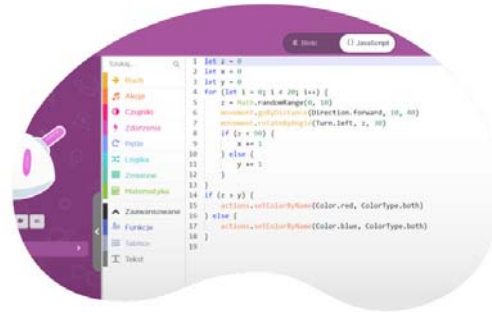 Bloki
JavaScript
Szukaj...
Ruch
Akcje
Czujniki
Zdarzenia
Pętle
Logika
Zmienne
Matematyka
Zaawansowane
Funkcje
Tablice
Tekst
1 let z = 0
2 let x = 0
3 let y = 0
4 for (let i = 0; i < 20; i++) {
5 z = Math.randomRange(0, 10)
6 movement.goByDistance(Direction.forward, 10, 40)
7 movement.rotateByAngle(Turn.left, z, 30)
8 if (z < 90) {
9 x += 1
10 } else {
11 y += 1
12 }
13 }
14 if (z > y) {
15 actions.setColorByName(Color.red, ColorType.both)
16 } else {
17 actions.setColorByName(Color.blue, ColorType.both)
18 }
19